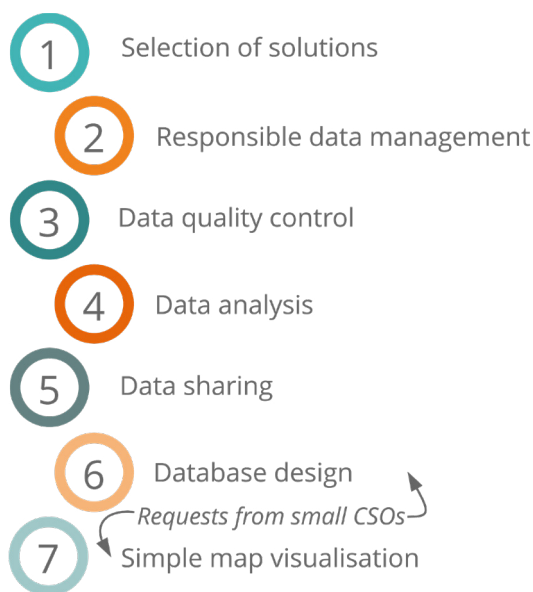 1 Selection of solutions
2 Responsible data management
3 Data quality control
4 Data analysis
5 Data sharing
6 Database design
Requests from small CSOs
7 Simple map visualisation